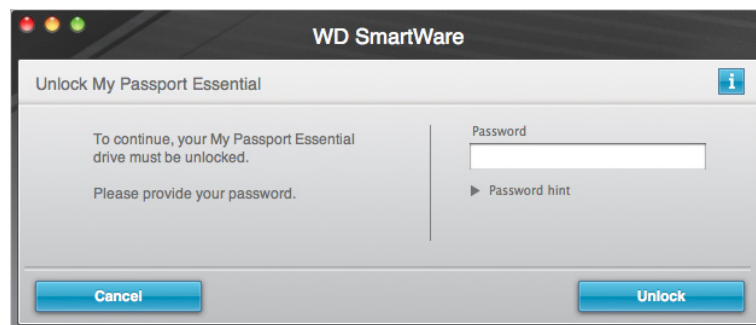 WD SmartWare
Unlock My Passport Essential
i
To continue, your My Passport Essential
drive must be unlocked.
Please provide your password.
Password
Password hint
Cancel
Unlock